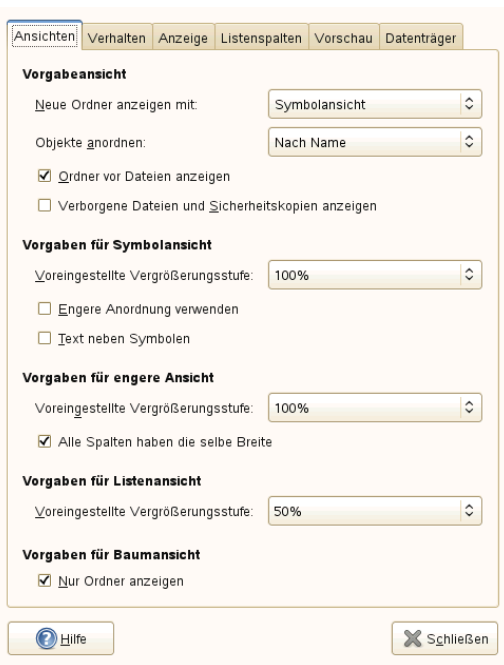 Ansichten Verhalten Anzeige Listenspalten Vorschau Datenträger
Vorgabeansicht
Neue Ordner anzeigen mit: Symbolansicht
Objekte anordnen: Nach Name
Ordner vor Dateien anzeigen
Verborgene Dateien und Sicherheitskopien anzeigen
Vorgaben für Symbolansicht
Voreingestellte Vergrößerungsstufe: 100%
Engere Anordnung verwenden
Text neben Symbolen
Vorgaben für engere Ansicht
Voreingestellte Vergrößerungsstufe: 100%
Alle Spalten haben die selbe Breite
Vorgaben für Listenansicht
Voreingestellte Vergrößerungsstufe: 50%
Vorgaben für Baumansicht
Nur Ordner anzeigen
Hilfe Schließen